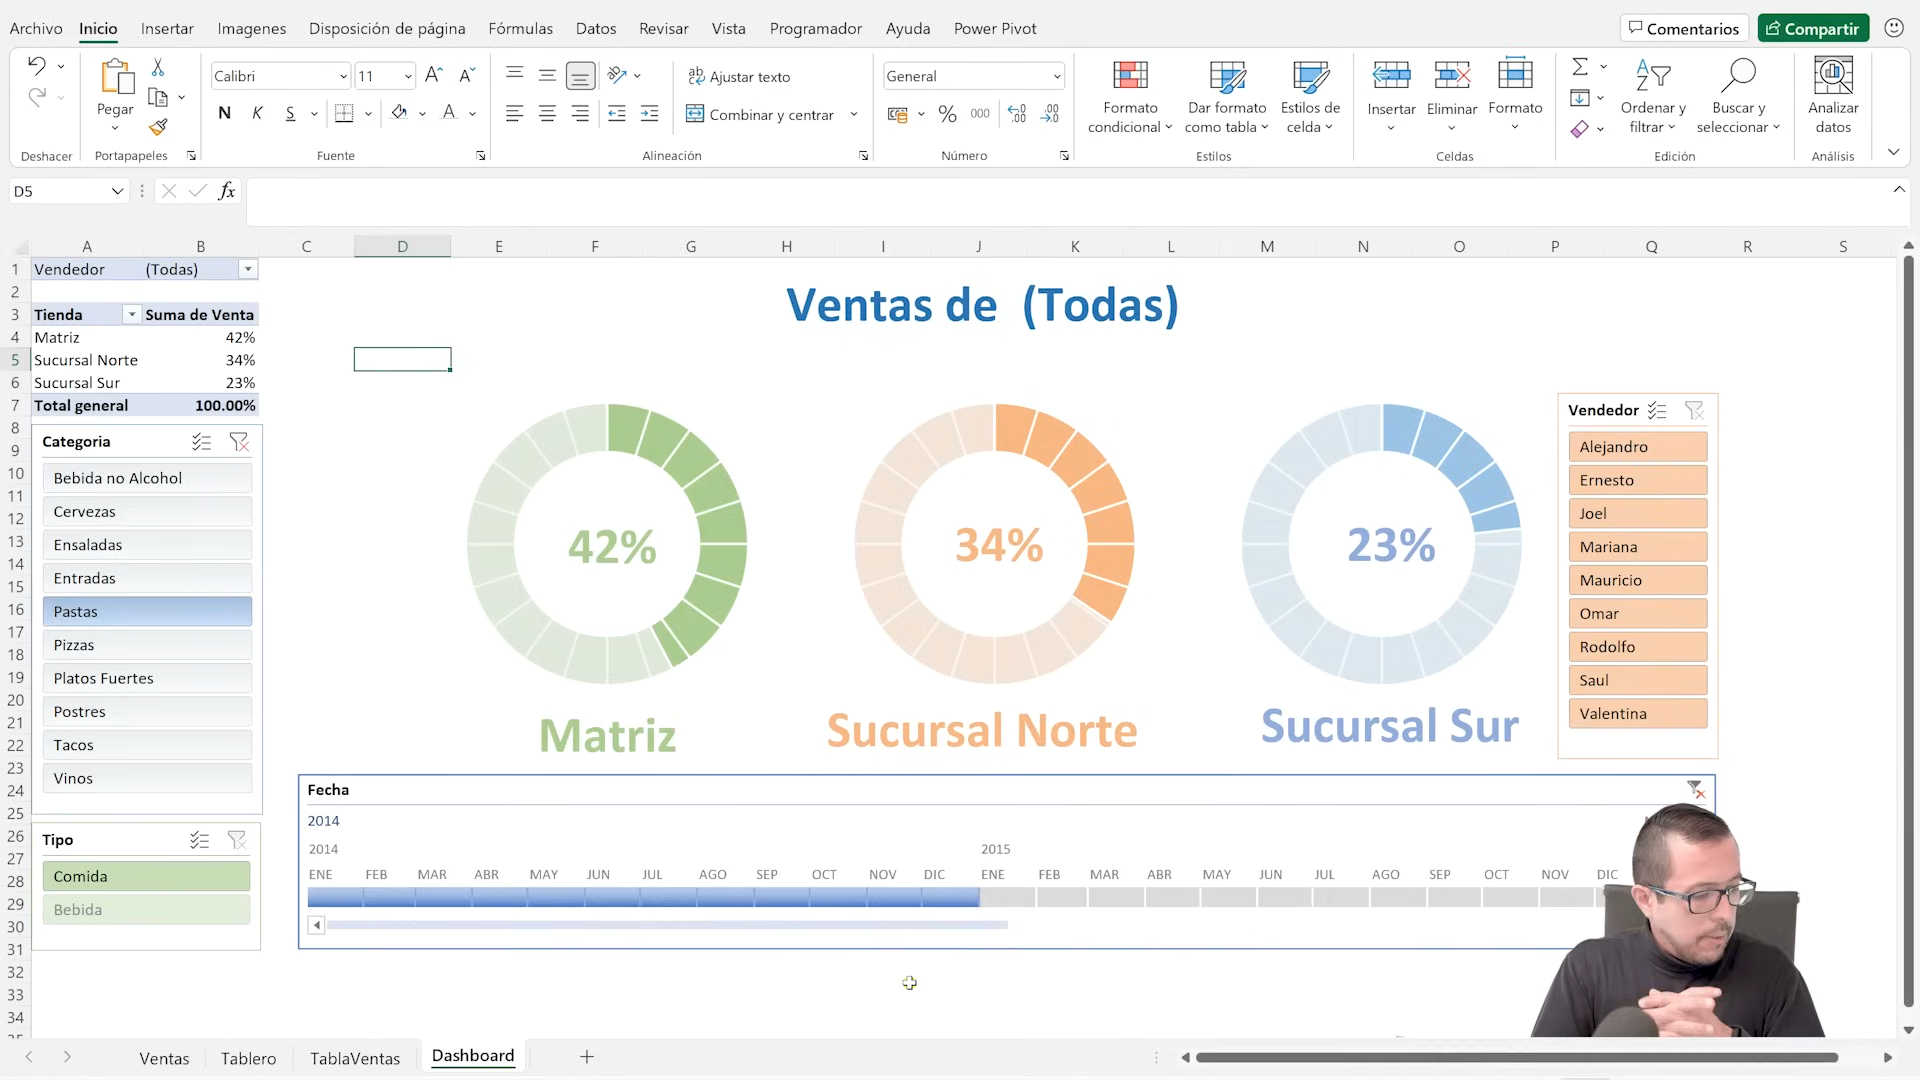 Archivo Inicio Insertar Imagenes Disposición de página Fórmulas Datos Revisar Vista Programador Ayuda Power Pivot
Comentarios Compartir
Calibri 11
Ajustar texto
General
Pegar
N K S
Combinar y centrar
% 000
Formato condicional
Dar formato como tabla
Estilos de celda
Insertar
Eliminar
Formato
Ordenar y filtrar
Buscar y seleccionar
Analizar datos
Deshacer Portapapeles Fuente Alineación Número Estilos Celdas Edición Análisis
D5 fx
A B C D E F G H I J K L M N O P Q R S
1 Vendedor (Todas)
2
3 Tienda Suma de Venta
4 Matriz 42%
5 Sucursal Norte 34%
6 Sucursal Sur 23%
7 Total general 100.00%
8
9
10
11
12
13
14
15
16
17
18
19
20
21
22
23
24
25
26
27
28
29
30
31
32
33
34
Categoria
Bebida no Alcohol
Cervezas
Ensaladas
Entradas
Pastas
Pizzas
Platos Fuertes
Postres
Tacos
Vinos
Tipo
Comida
Bebida
Ventas de (Todas)
42% 34% 23%
Matriz Sucursal Norte Sucursal Sur
Vendedor
Alejandro
Ernesto
Joel
Mariana
Mauricio
Omar
Rodolfo
Saul
Valentina
Fecha
2014
2014 2015
ENE FEB MAR ABR MAY JUN JUL AGO SEP OCT NOV DIC ENE FEB MAR ABR MAY JUN JUL AGO SEP OCT NOV DIC
Ventas Tablero TablaVentas Dashboard